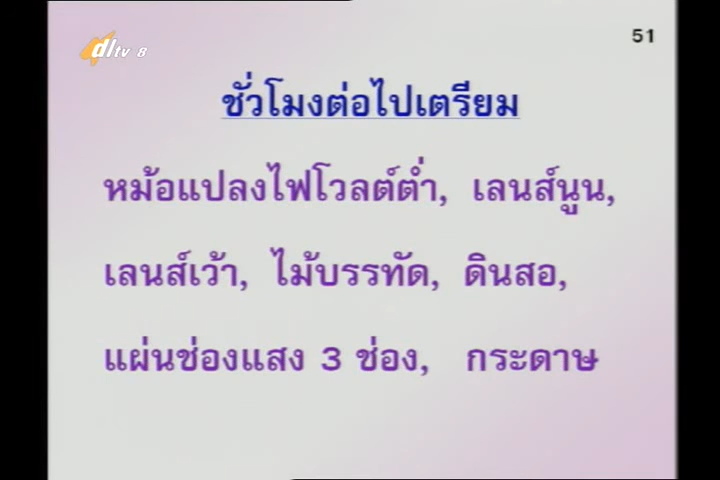 dltv 8
51
ชั่วโมงต่อไปเตรียม
หม้อแปลงไฟโวลต์ต่ำ, เลนส์นูน,
เลนส์เว้า, ไม้บรรทัด, ดินสอ,
แผ่นช่องแสง 3 ช่อง, กระดาษ